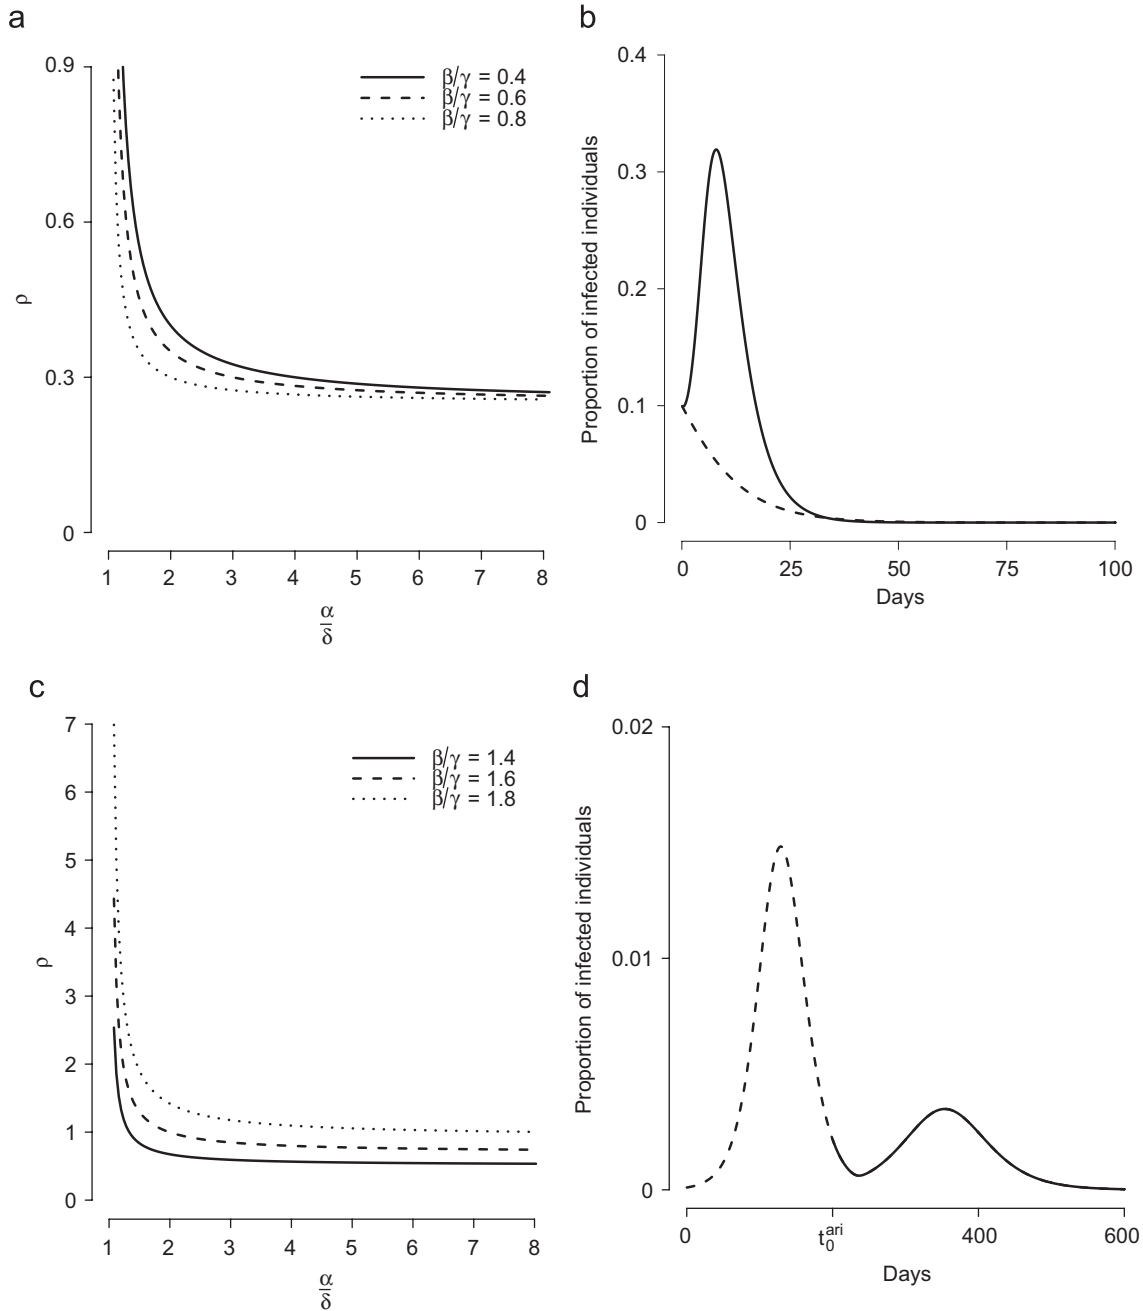 a
0.9
0.6
0.3
0
ρ
β/γ = 0.4
β/γ = 0.6
β/γ = 0.8
1 2 3 4 5 6 7 8
α
δ
b
0.4
0.3
0.2
0.1
0
Proportion of infected individuals
0 25 50 75 100
Days
c
7
6
5
4
3
2
1
0
ρ
β/γ = 1.4
β/γ = 1.6
β/γ = 1.8
1 2 3 4 5 6 7 8
α
δ
d
0.02
0.01
0
Proportion of infected individuals
0 t₀ᵃʳⁱ 400 600
Days